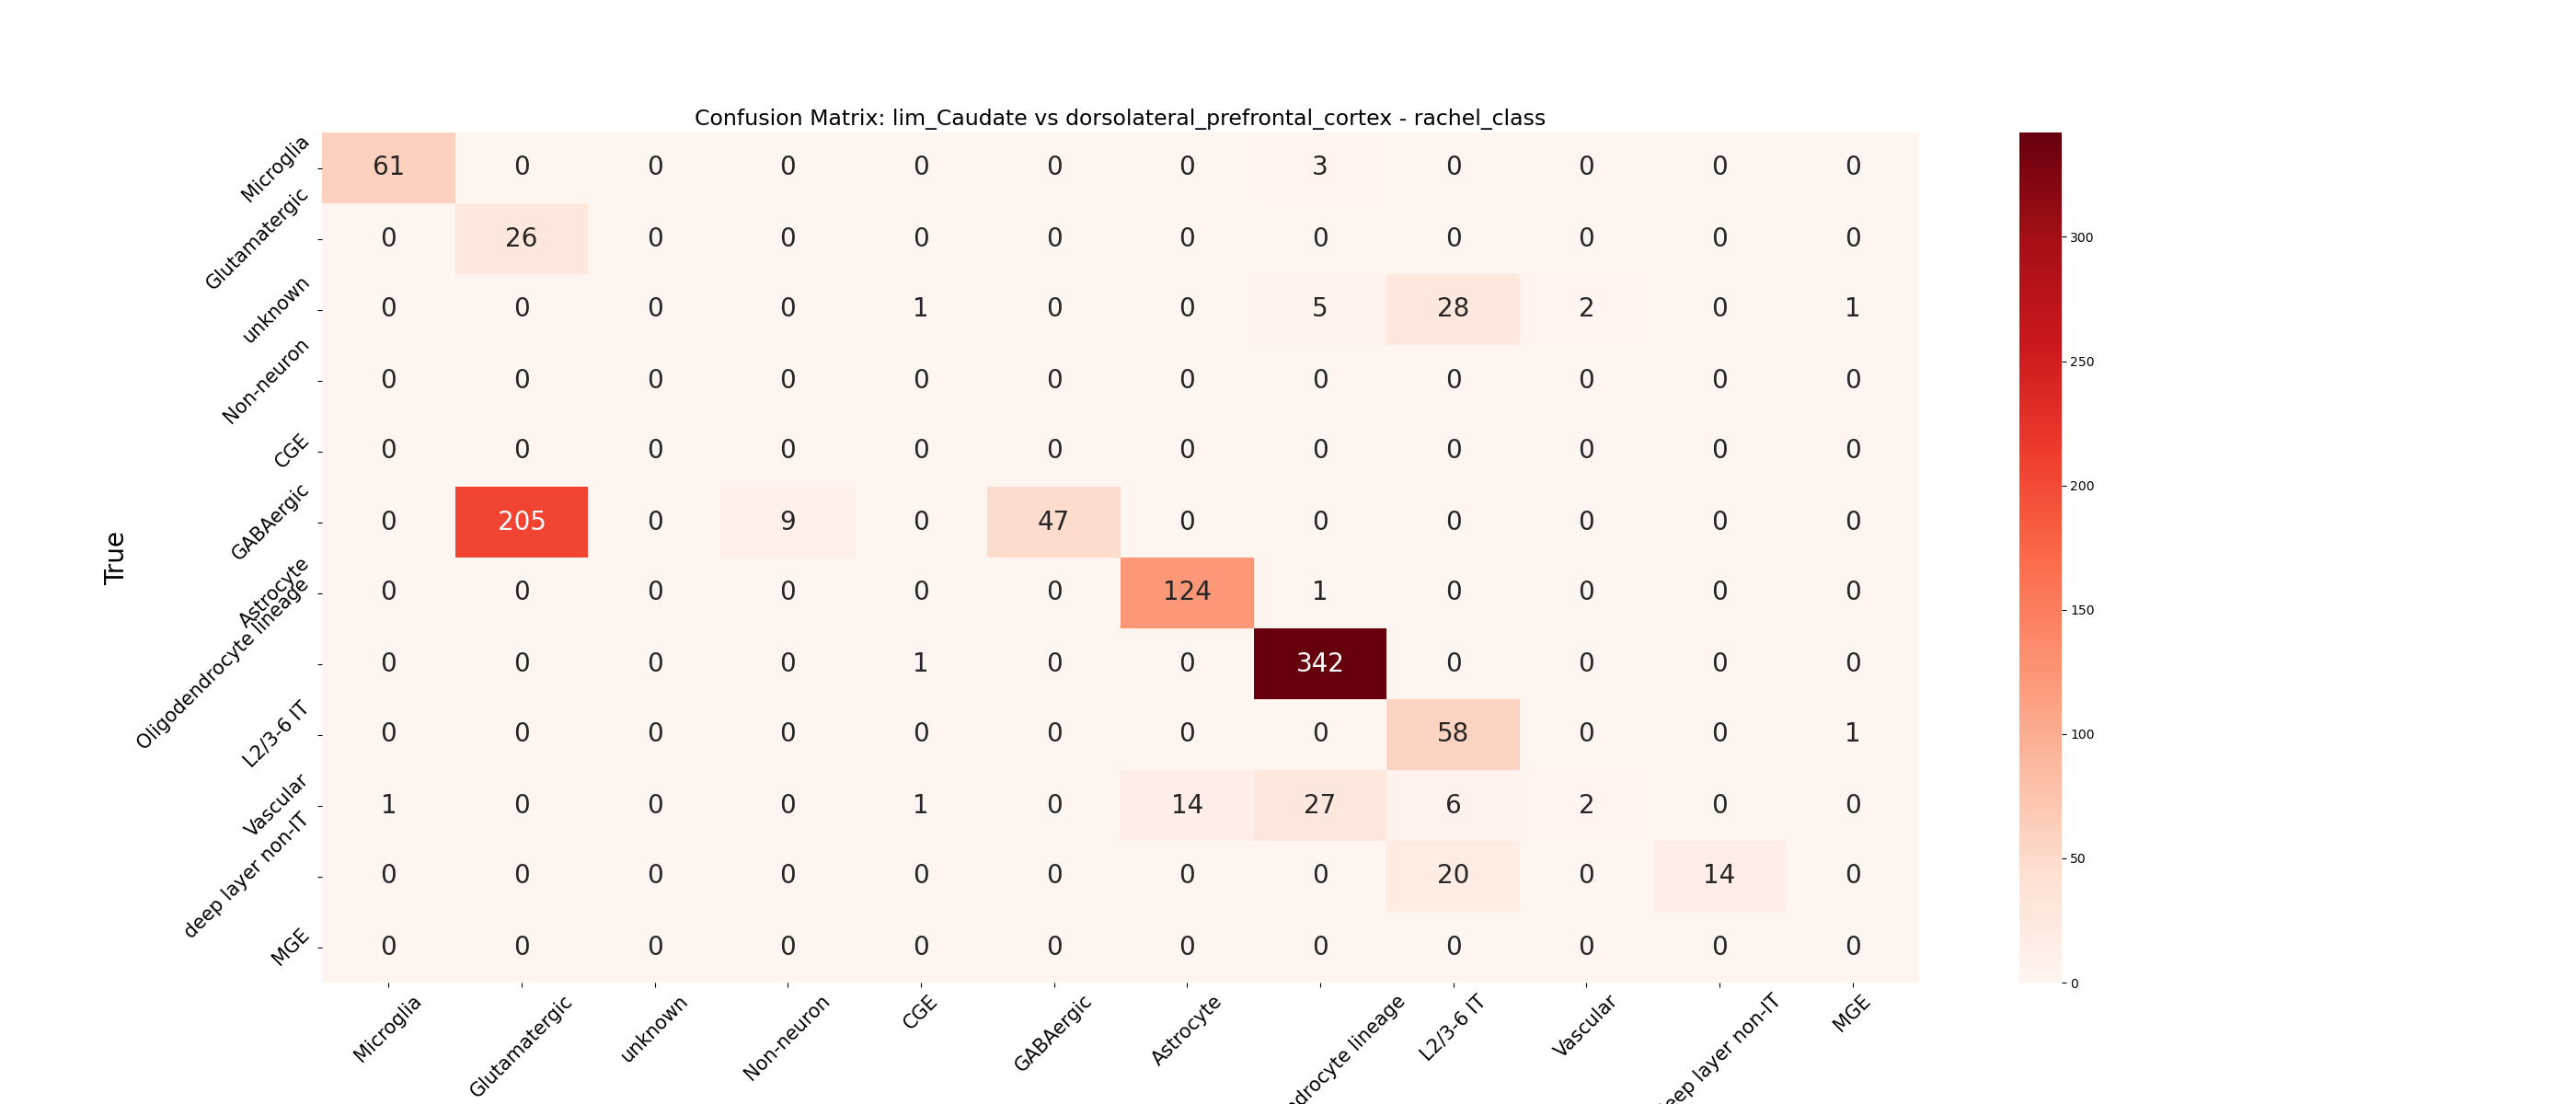 Confusion Matrix: lim_Caudate vs dorsolateral_prefrontal_cortex - rachel_class
True
Microglia 61 0 0 0 0 0 0 3 0 0 0 0
Glutamatergic 0 26 0 0 0 0 0 0 0 0 0 0
unknown 0 0 0 0 1 0 0 5 28 2 0 1
Non-neuron 0 0 0 0 0 0 0 0 0 0 0 0
CGE 0 0 0 0 0 0 0 0 0 0 0 0
GABAergic 0 205 0 9 0 47 0 0 0 0 0 0
Astrocyte 0 0 0 0 0 0 124 1 0 0 0 0
Oligodendrocyte lineage 0 0 0 0 1 0 0 342 0 0 0 0
L2/3-6 IT 0 0 0 0 0 0 0 0 58 0 0 1
Vascular 1 0 0 0 1 0 14 27 6 2 0 0
deep layer non-IT 0 0 0 0 0 0 0 0 20 0 14 0
MGE 0 0 0 0 0 0 0 0 0 0 0 0
Microglia Glutamatergic unknown Non-neuron CGE GABAergic Astrocyte lineage L2/3-6 IT Vascular layer non-IT MGE
300
250
200
150
100
50
0